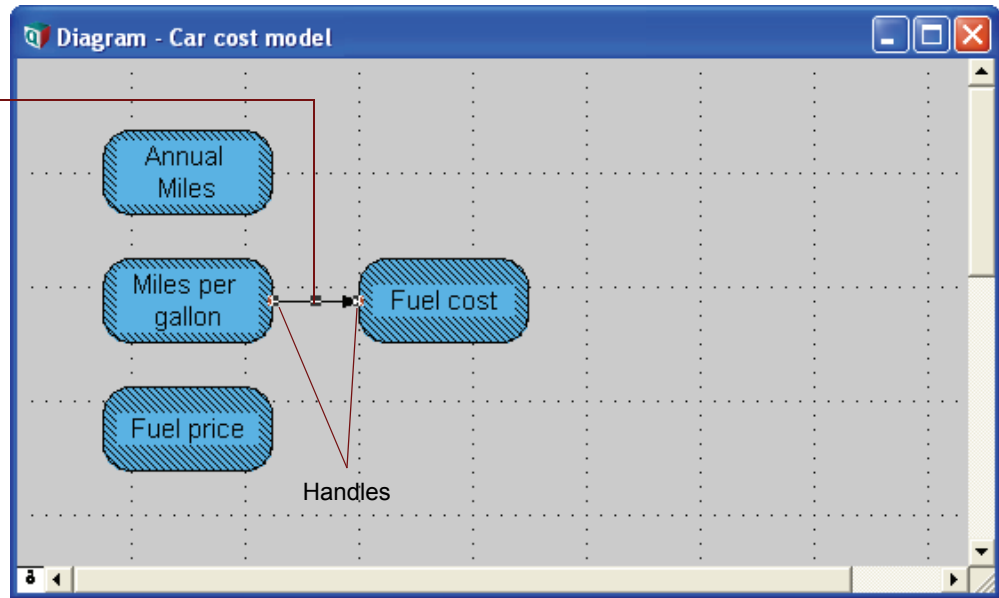 Diagram - Car cost model
Annual
Miles
Miles per
gallon
Fuel cost
Fuel price
Handles